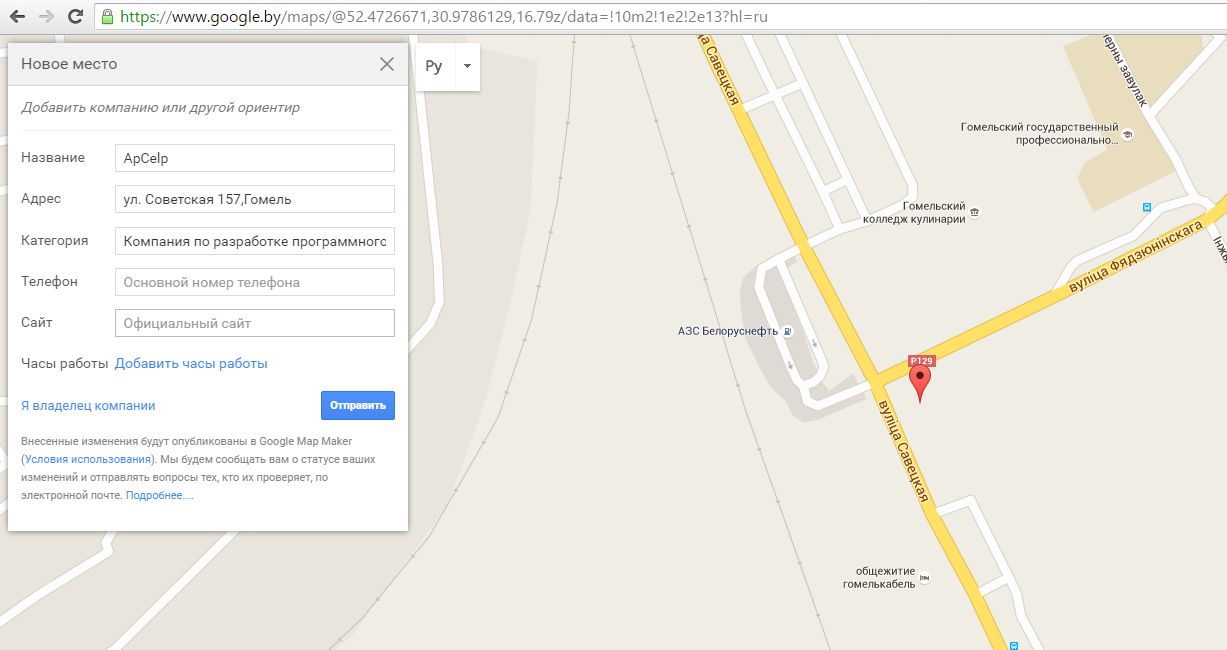 https://www.google.by/maps/@52.4726671,30.9786129,16.79z/data=!10m2!1e2!2e13?hl=ru
Новое место
Ру
Добавить компанию или другой ориентир
Название
ApCelp
Адрес
ул. Советская 157,Гомель
Категория
Компания по разработке программного
Телефон
Основной номер телефона
Сайт
Официальный сайт
Часы работы Добавить часы работы
Я владелец компании
Отправить
Внесенные изменения будут опубликованы в Google Map Maker
(Условия использования). Мы будем сообщать вам о статусе ваших
изменений и отправлять вопросы тех, кто их проверяет, по
электронной почте. Подробнее....
вуліца Савецкая
ерны завулак
Гомельский государственный
профессионально...
Гомельский
колледж кулинарии
вуліца Фядзюнінскага
Інжы
АЗС Белоруснефть
P129
вуліца Савецкая
общежитие
гомелькабель